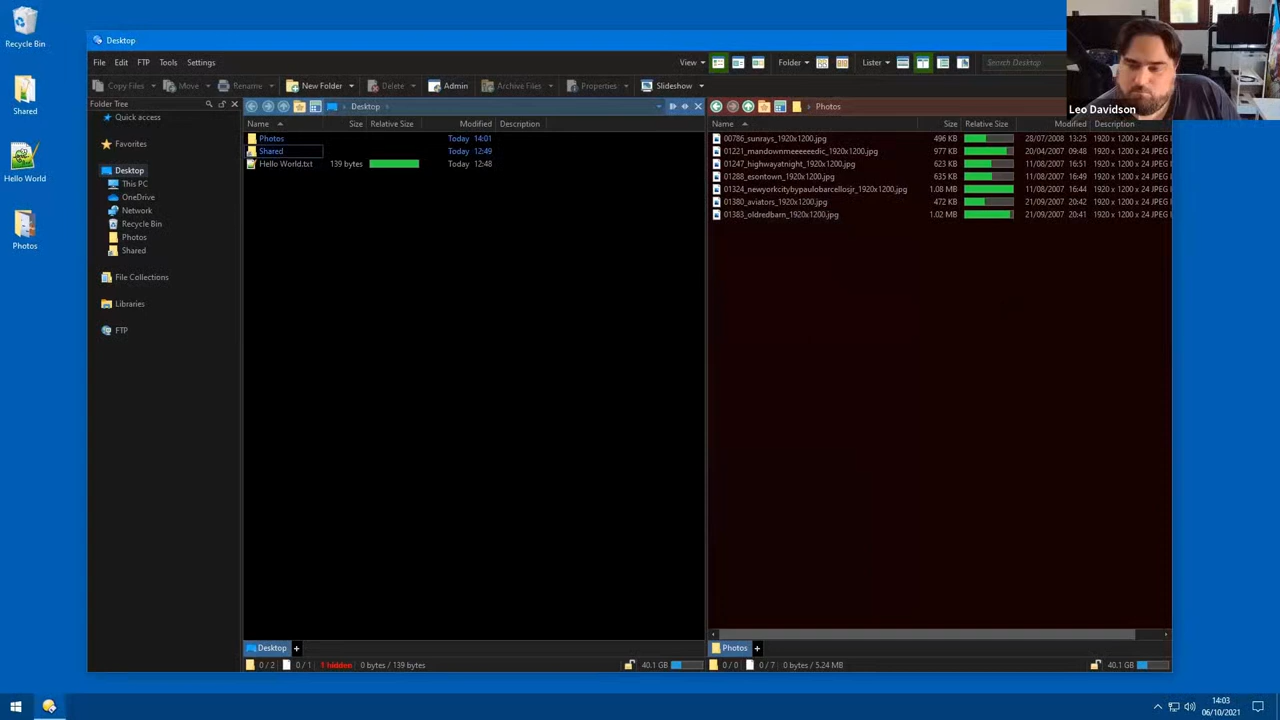 Recycle Bin
Shared
Hello World
Photos
Desktop
File Edit FTP Tools Settings
View Folder Lister Search Desktop
Copy Files Move Rename New Folder Delete Admin Archive Files Properties Slideshow
Folder Tree
Quick access
Favorites
Desktop
This PC
OneDrive
Network
Recycle Bin
Photos
Shared
File Collections
Libraries
FTP
Desktop
Name Size Relative Size Modified Description
Photos Today 14:01
Shared Today 12:49
Hello World.txt 139 bytes Today 12:48
Desktop +
0 / 2 0 / 1 1 hidden 0 bytes / 139 bytes 40.1 GB
Photos
Name Size Relative Size Modified Description
00786_sunrays_1920x1200.jpg 496 KB 28/07/2008 13:25 1920 x 1200 x 24 JPEG I
01221_mandownmeeeeedic_1920x1200.jpg 977 KB 20/04/2007 09:48 1920 x 1200 x 24 JPEG I
01247_highwayatnight_1920x1200.jpg 623 KB 11/08/2007 16:51 1920 x 1200 x 24 JPEG I
01288_esontown_1920x1200.jpg 635 KB 11/08/2007 16:49 1920 x 1200 x 24 JPEG I
01324_newyorkcitybypaulobarcellosjr_1920x1200.jpg 1.08 MB 11/08/2007 16:44 1920 x 1200 x 24 JPEG I
01380_aviators_1920x1200.jpg 472 KB 21/09/2007 20:42 1920 x 1200 x 24 JPEG I
01383_oldredbarn_1920x1200.jpg 1.02 MB 21/09/2007 20:41 1920 x 1200 x 24 JPEG I
Photos +
0 / 0 0 / 7 0 bytes / 5.24 MB 40.1 GB
Leo Davidson
14:03
06/10/2021